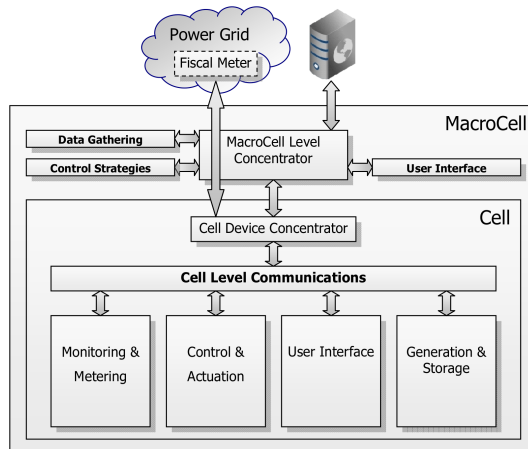 Power Grid
Fiscal Meter
MacroCell
Data Gathering
MacroCell Level
Concentrator
Control Strategies
User Interface
Cell
Cell Device Concentrator
Cell Level Communications
Monitoring &
Metering
Control &
Actuation
User Interface
Generation &
Storage